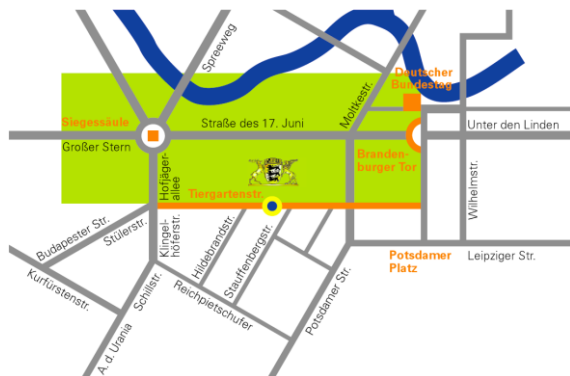 Spreeweg
Moltkestr.
Deutscher
Bundestag
Siegessäule
Straße des 17. Juni
Unter den Linden
Großer Stern
Hofjäger-
allee
Branden-
burger Tor
Wilhelmstr.
Tiergartenstr.
Budapester Str.
Stülerstr.
Klingel-
höferstr.
Hildebrandstr.
Stauffenbergstr.
Potsdamer
Platz
Leipziger Str.
Kurfürstenstr.
Schillstr.
Reichpietschufer
Potsdamer Str.
A. d. Urania